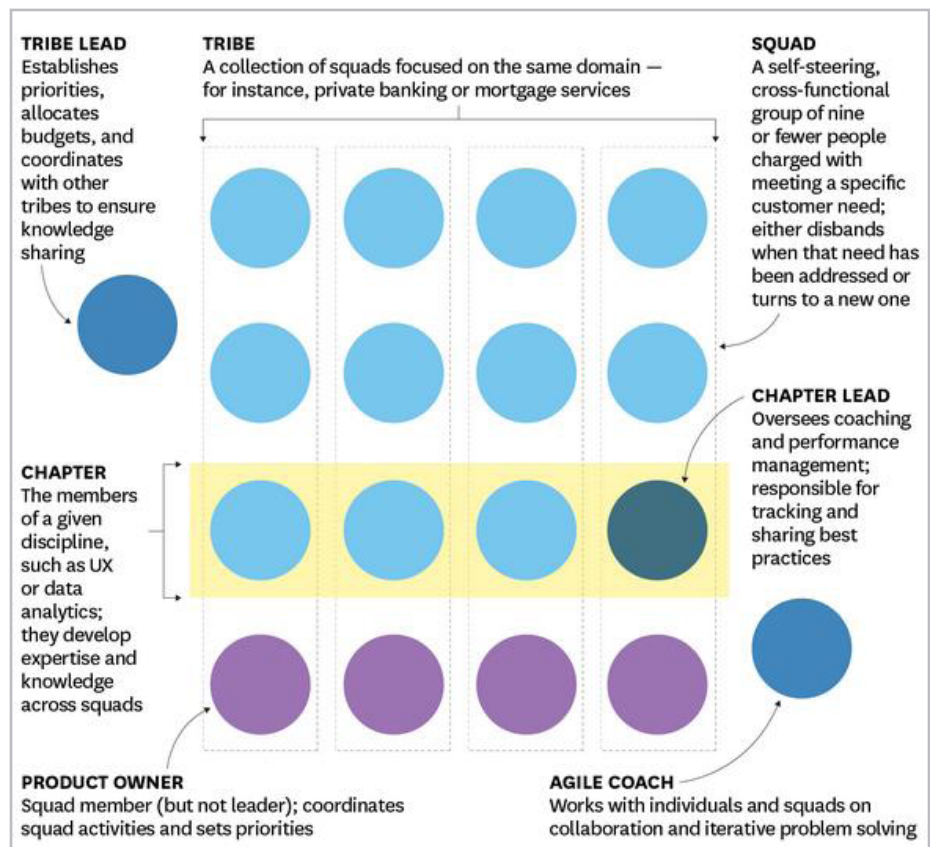 TRIBE LEAD
Establishes
priorities,
allocates
budgets, and
coordinates
with other
tribes to ensure
knowledge
sharing
TRIBE
A collection of squads focused on the same domain —
for instance, private banking or mortgage services
SQUAD
A self-steering,
cross-functional
group of nine
or fewer people
charged with
meeting a specific
customer need;
either disbands
when that need has
been addressed or
turns to a new one
CHAPTER LEAD
Oversees coaching
and performance
management;
responsible for
tracking and
sharing best
practices
CHAPTER
The members
of a given
discipline,
such as UX
or data
analytics;
they develop
expertise and
knowledge
across squads
PRODUCT OWNER
Squad member (but not leader); coordinates
squad activities and sets priorities
AGILE COACH
Works with individuals and squads on
collaboration and iterative problem solving